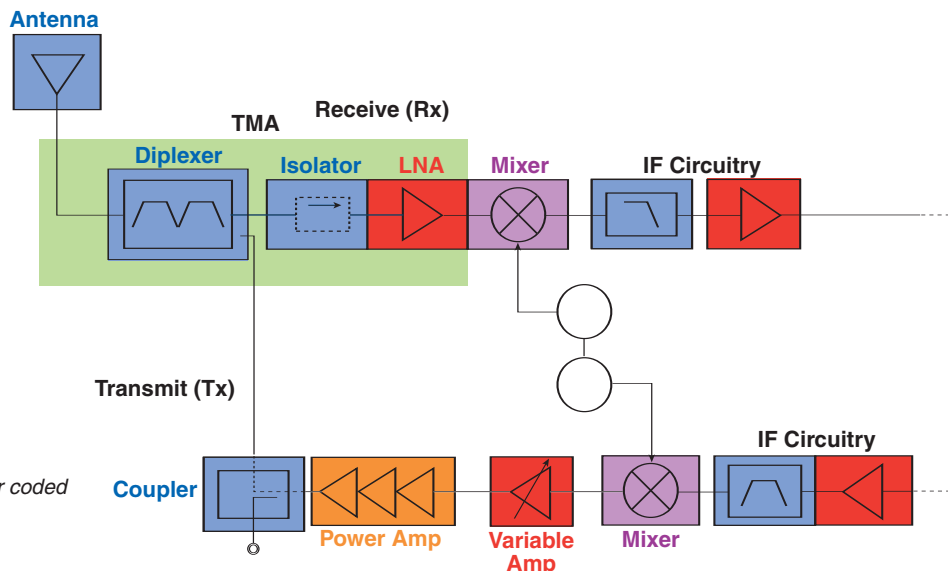 Antenna
Receive (Rx)
TMA
Diplexer
Isolator
LNA
Mixer
IF Circuitry
Transmit (Tx)
IF Circuitry
r coded
Coupler
Power Amp
Variable
Amp
Mixer